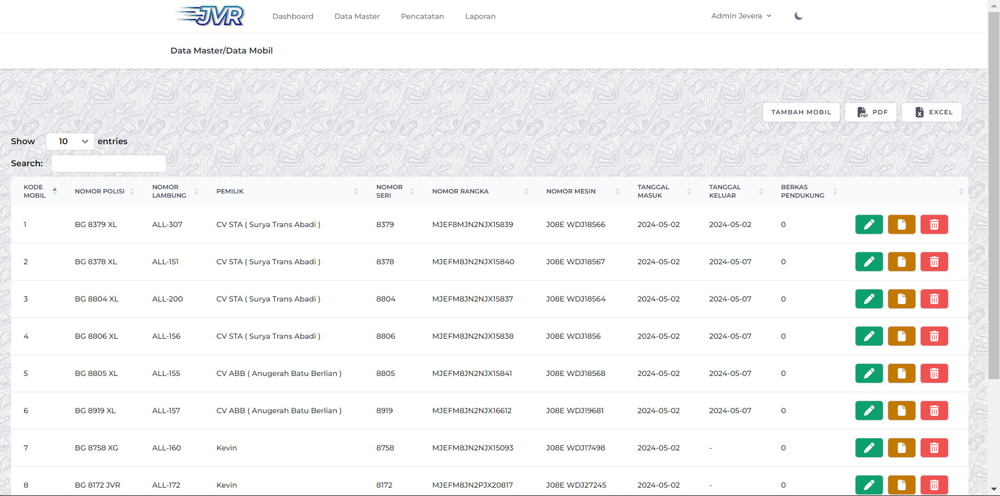 JVR
Dashboard Data Master Pencatatan Laporan Admin Jevera
Data Master/Data Mobil
TAMBAH MOBIL PDF EXCEL
Show 10 entries
Search:
KODE MOBIL NOMOR POLISI NOMOR LAMBUNG PEMILIK NOMOR SERI NOMOR RANGKA NOMOR MESIN TANGGAL MASUK TANGGAL KELUAR BERKAS PENDUKUNG
1 BG 8379 XL ALL-307 CV STA ( Surya Trans Abadi ) 8379 MJEF8MJN2NJX15839 J08E WDJ18566 2024-05-02 2024-05-02 0
2 BG 8378 XL ALL-151 CV STA ( Surya Trans Abadi ) 8378 MJEFM8JN2NJX15840 J08E WDJ18567 2024-05-02 2024-05-07 0
3 BG 8804 XL ALL-200 CV STA ( Surya Trans Abadi ) 8804 MJEFM8JN2NJX15837 J08E WDJ18564 2024-05-02 2024-05-07 0
4 BG 8806 XL ALL-156 CV STA ( Surya Trans Abadi ) 8806 MJEFM8JN2NJX15838 J08E WDJ1856 2024-05-02 2024-05-07 0
5 BG 8805 XL ALL-155 CV ABB ( Anugerah Batu Berlian ) 8805 MJEFM8JN2NJX15841 J08E WDJ18568 2024-05-02 2024-05-07 0
6 BG 8919 XL ALL-157 CV ABB ( Anugerah Batu Berlian ) 8919 MJEFM8JN2NJX16612 J08E WDJ19681 2024-05-02 2024-05-07 0
7 BG 8758 XG ALL-160 Kevin 8758 MJEFM8JN2NJX15093 J08E WDJ17498 2024-05-02 - 0
8 BG 8172 JVR ALL-172 Kevin 8172 MJEFM8JN2PJX20817 J08E WDJ27245 2024-05-02 - 0